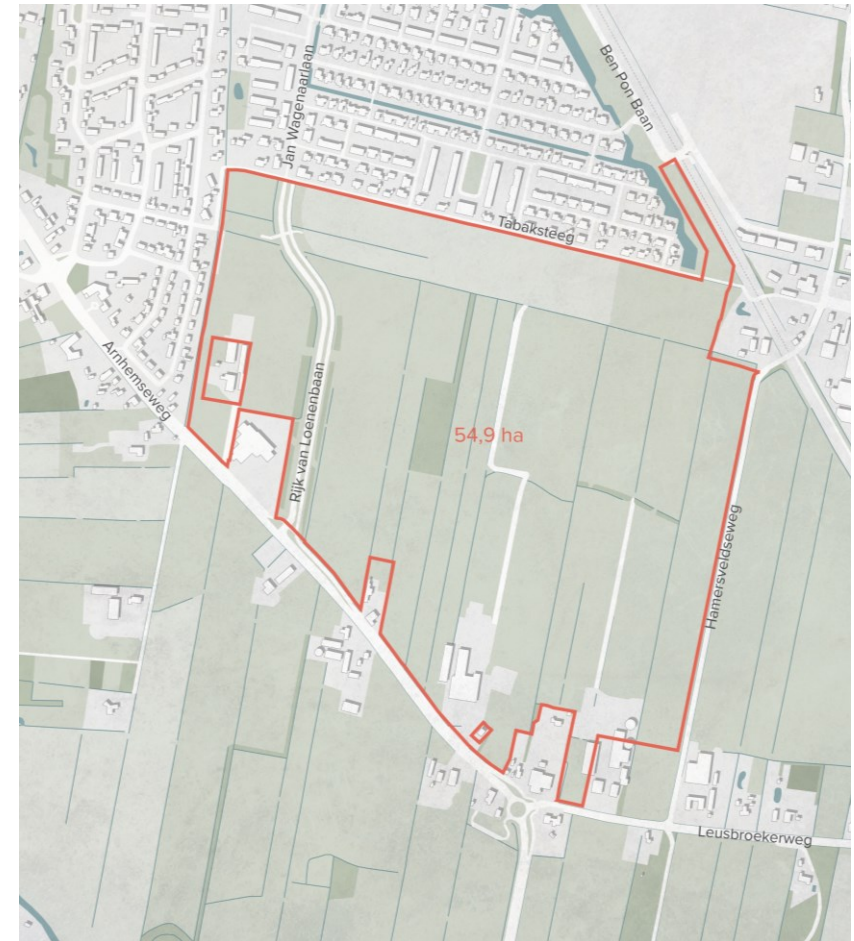 Jan Wagenaarlaan
Ben Pon Baan
Tabaksteeg
Arnhemseweg
Rijk van Loenenbaan
54,9 ha
Hamersveldseweg
Leusbroekerweg